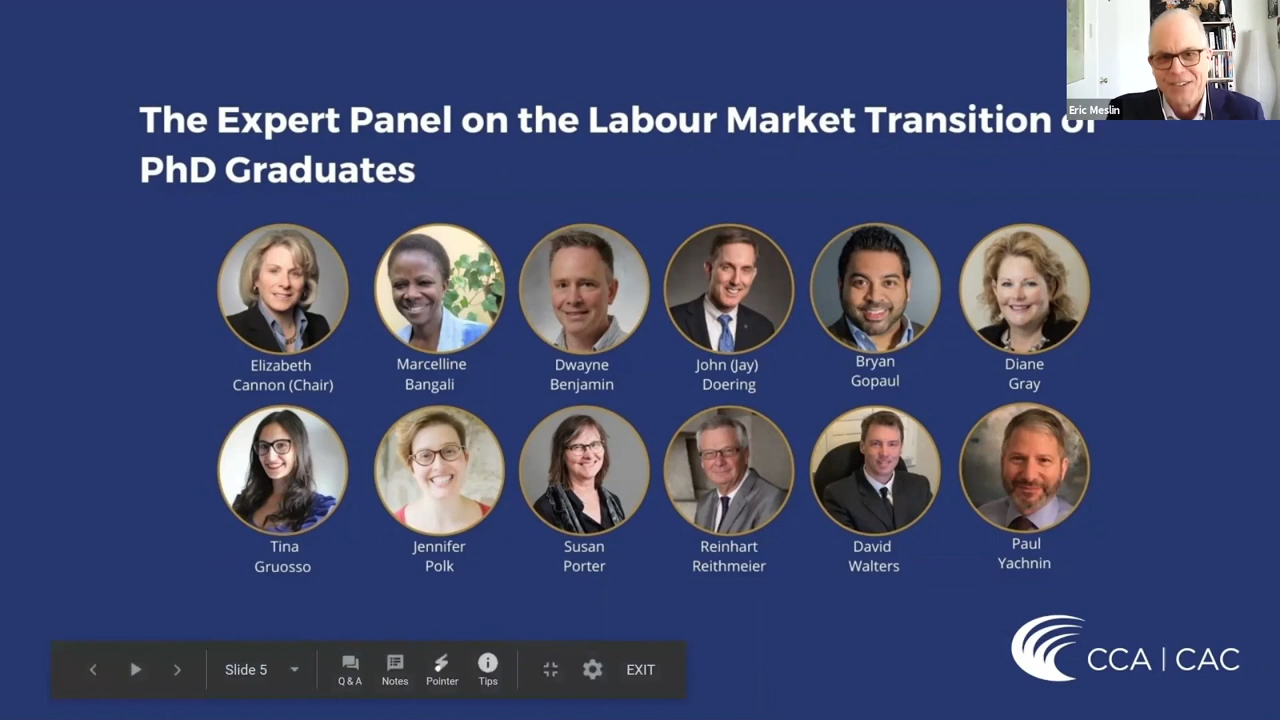 Eric Meslin
The Expert Panel on the Labour Market Transition of
PhD Graduates
Elizabeth
Cannon (Chair)
Marcelline
Bangali
Dwayne
Benjamin
John (Jay)
Doering
Bryan
Gopaul
Diane
Gray
Tina
Gruosso
Jennifer
Polk
Susan
Porter
Reinhart
Reithmeier
David
Walters
Paul
Yachnin
CCA | CAC
Slide 5
Q & A
Notes
Pointer
Tips
EXIT